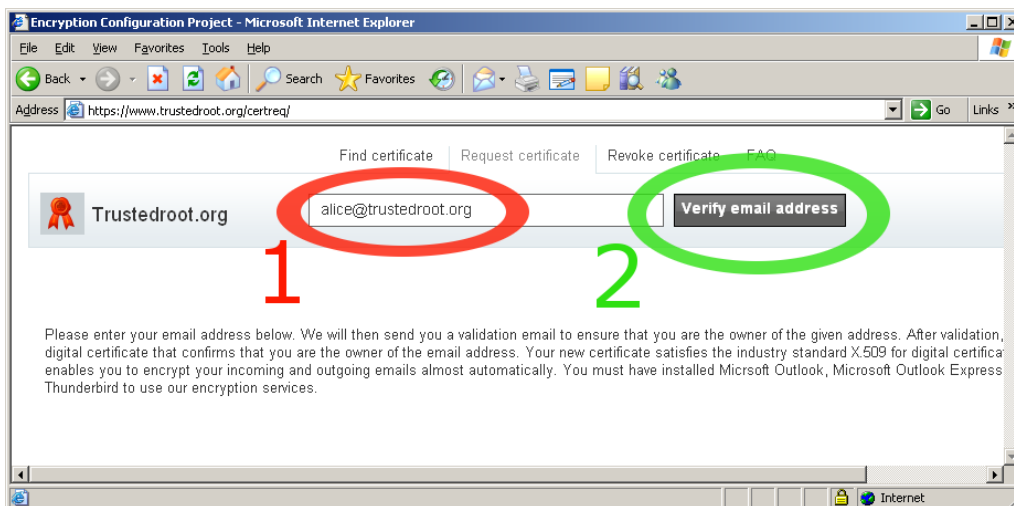 Encryption Configuration Project - Microsoft Internet Explorer
File Edit View Favorites Tools Help
Back Search Favorites
Address https://www.trustedroot.org/certreq/ Go Links »
Find certificate Request certificate Revoke certificate FAQ
Trustedroot.org alice@trustedroot.org Verify email address
1 2
Please enter your email address below. We will then send you a validation email to ensure that you are the owner of the given address. After validation,
digital certificate that confirms that you are the owner of the email address. Your new certificate satisfies the industry standard X.509 for digital certifica
enables you to encrypt your incoming and outgoing emails almost automatically. You must have installed Micrsoft Outlook, Microsoft Outlook Express
Thunderbird to use our encryption services.
Internet